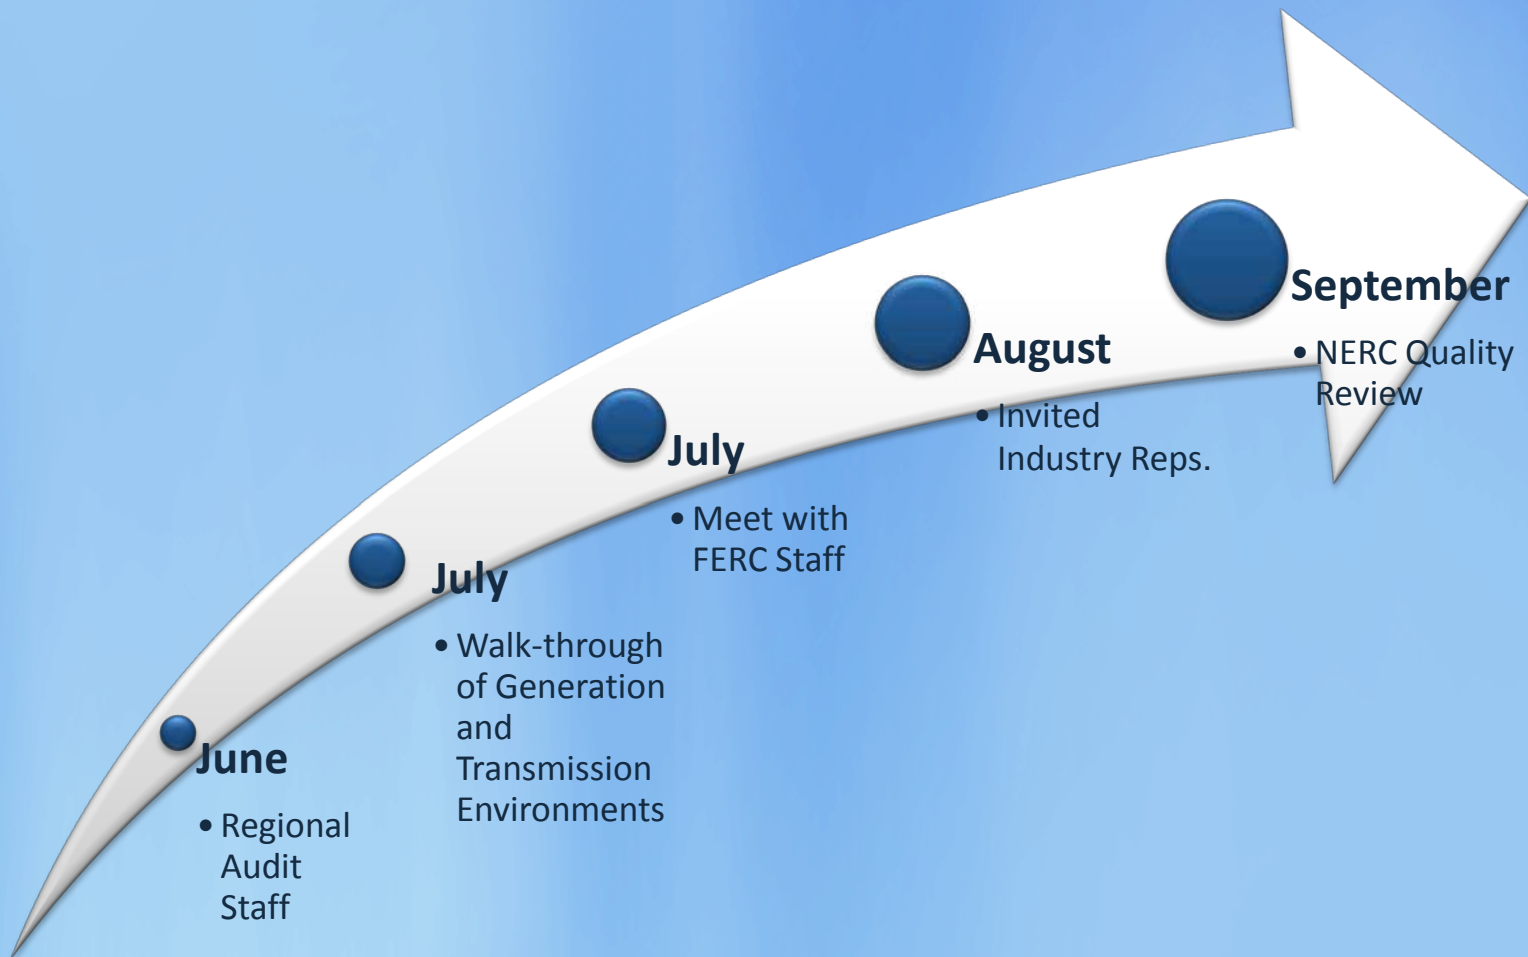 June
• Regional
Audit
Staff
July
• Walk-through
of Generation
and
Transmission
Environments
July
• Meet with
FERC Staff
August
• Invited
Industry Reps.
September
• NERC Quality
Review